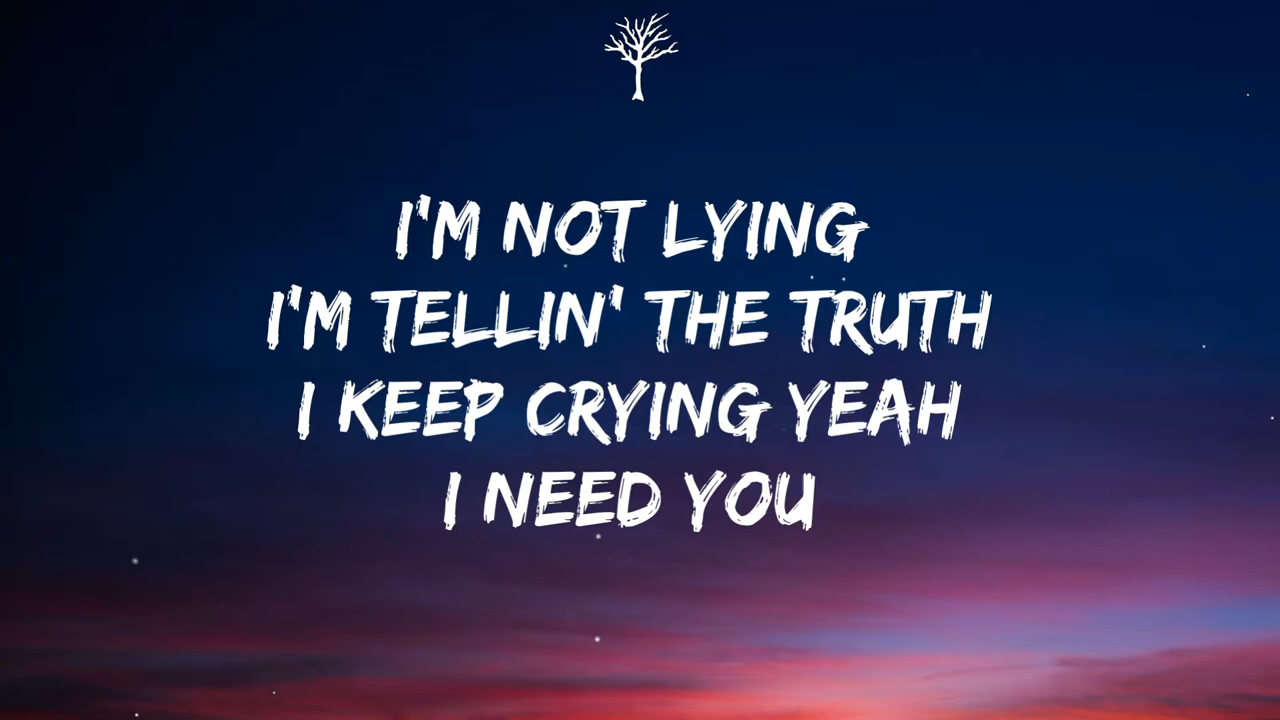 I'M NOT LYING
I'M TELLIN' THE TRUTH
I KEEP CRYING YEAH
I NEED YOU